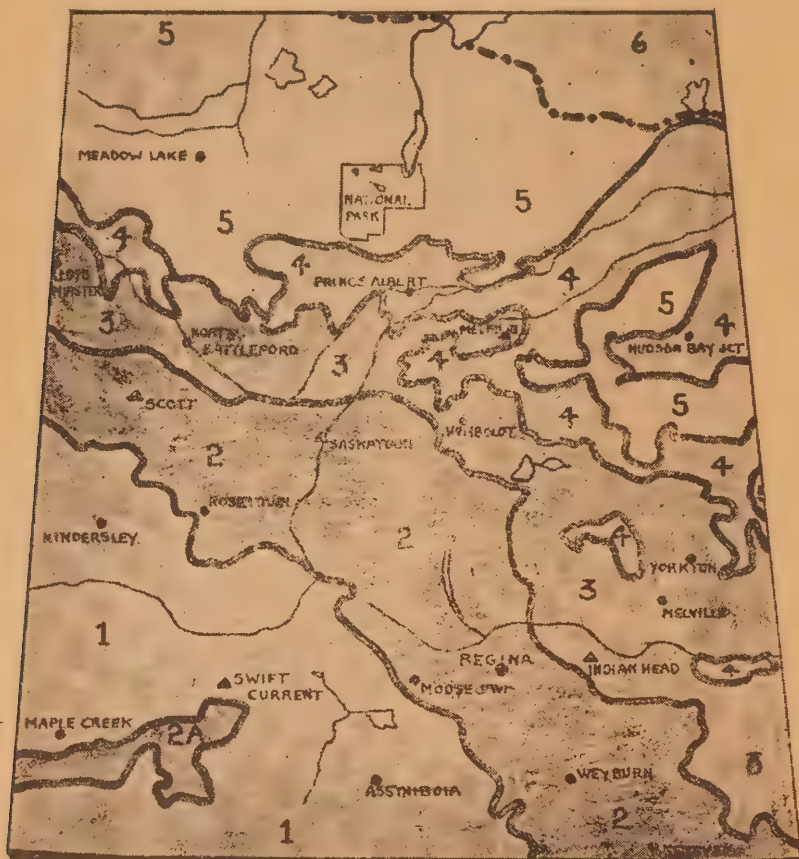 5
6
MEADOW LAKE
NATIONAL
PARK
5
5
4
4
PRINCE ALBERT
4
5
3
NORTH
BATTLEFORD
3
4
4
HUDSON BAY JCT
SCOTT
4
5
HUMBOLDT
SASKATOON
2
4
ROSETOWN
KINDERSLEY
2
4
YORKTON
3
MELVILLE
1
REGINA
INDIAN HEAD
4
SWIFT
CURRENT
MOOSE JAW
MAPLE CREEK
2A
ASSINIBOIA
WEYBURN
3
1
2